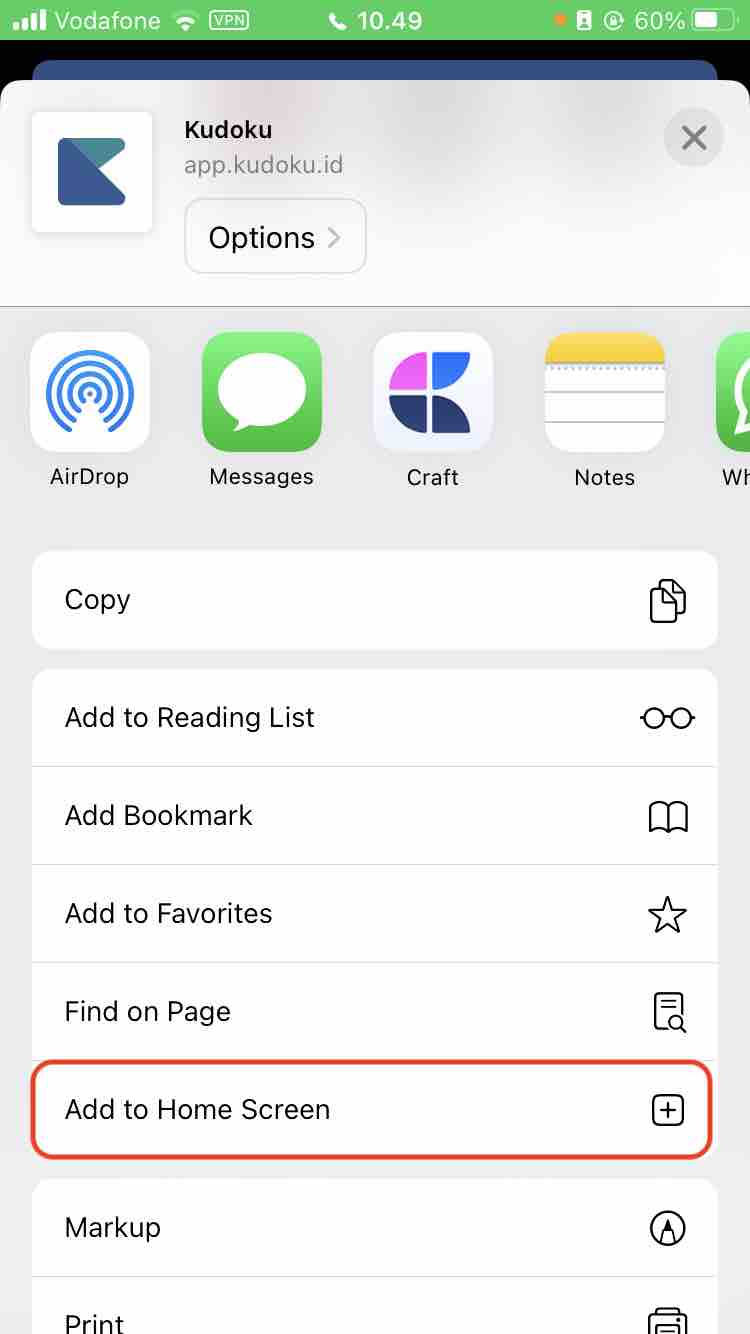 Vodafone VPN 10.49 60%
Kudoku
app.kudoku.id
Options
AirDrop Messages Craft Notes Wh
Copy
Add to Reading List
Add Bookmark
Add to Favorites
Find on Page
Add to Home Screen
Markup
Print